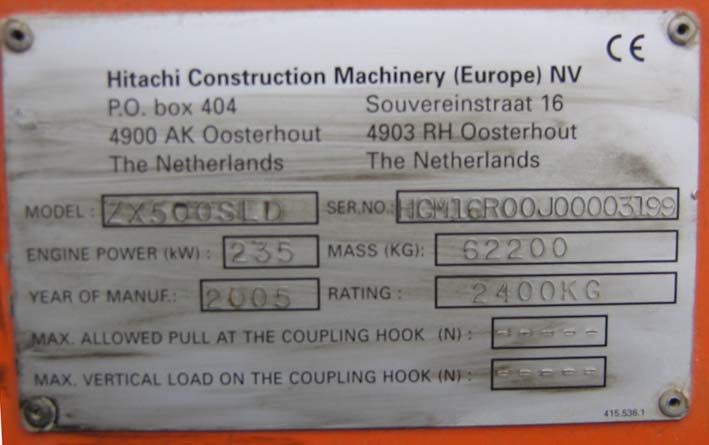 CE
Hitachi Construction Machinery (Europe) NV
P.O. box 404 Souvereinstraat 16
4900 AK Oosterhout 4903 RH Oosterhout
The Netherlands The Netherlands
MODEL : ZX500SLD SER.NO.: HCM16R00J00003199
ENGINE POWER (kW) : 235 MASS (KG): 62200
YEAR OF MANUF.: 2005 RATING : 2400KG
MAX. ALLOWED PULL AT THE COUPLING HOOK (N) : -----
MAX. VERTICAL LOAD ON THE COUPLING HOOK (N) : -----
415.536.1